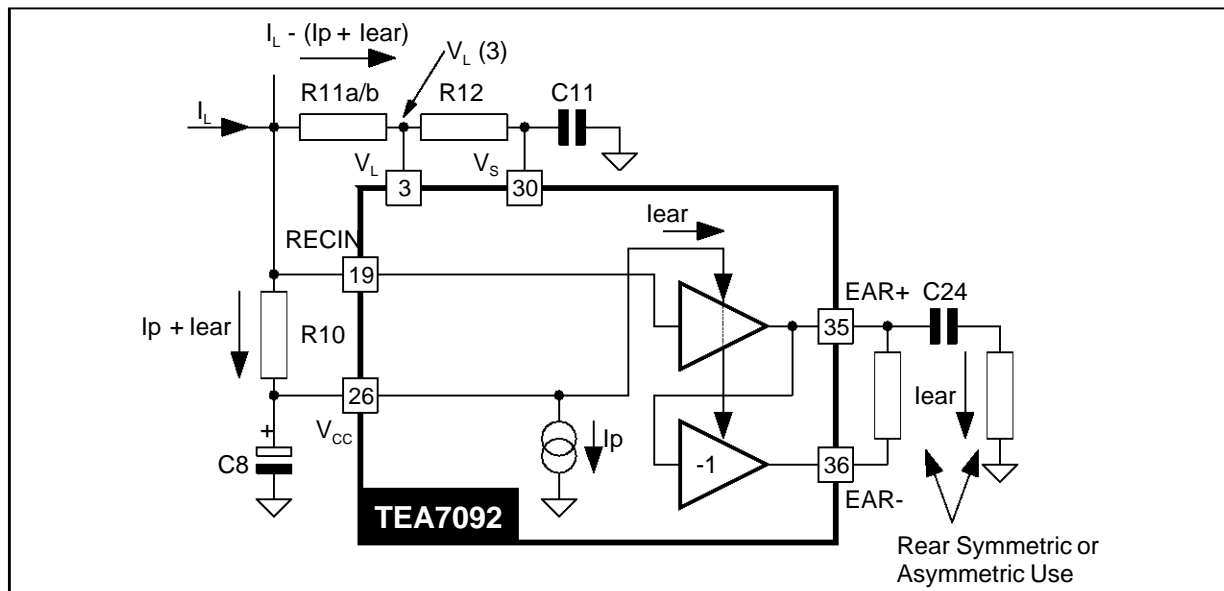 I_L - (Ip + Iear)
V_L (3)
R11a/b
R12
C11
I_L
V_L
V_S
3
30
Iear
RECIN
19
EAR+
C24
35
Ip + Iear
R10
Iear
26
+
V_CC
Ip
C8
-1
36
EAR-
TEA7092
Rear Symmetric or
Asymmetric Use